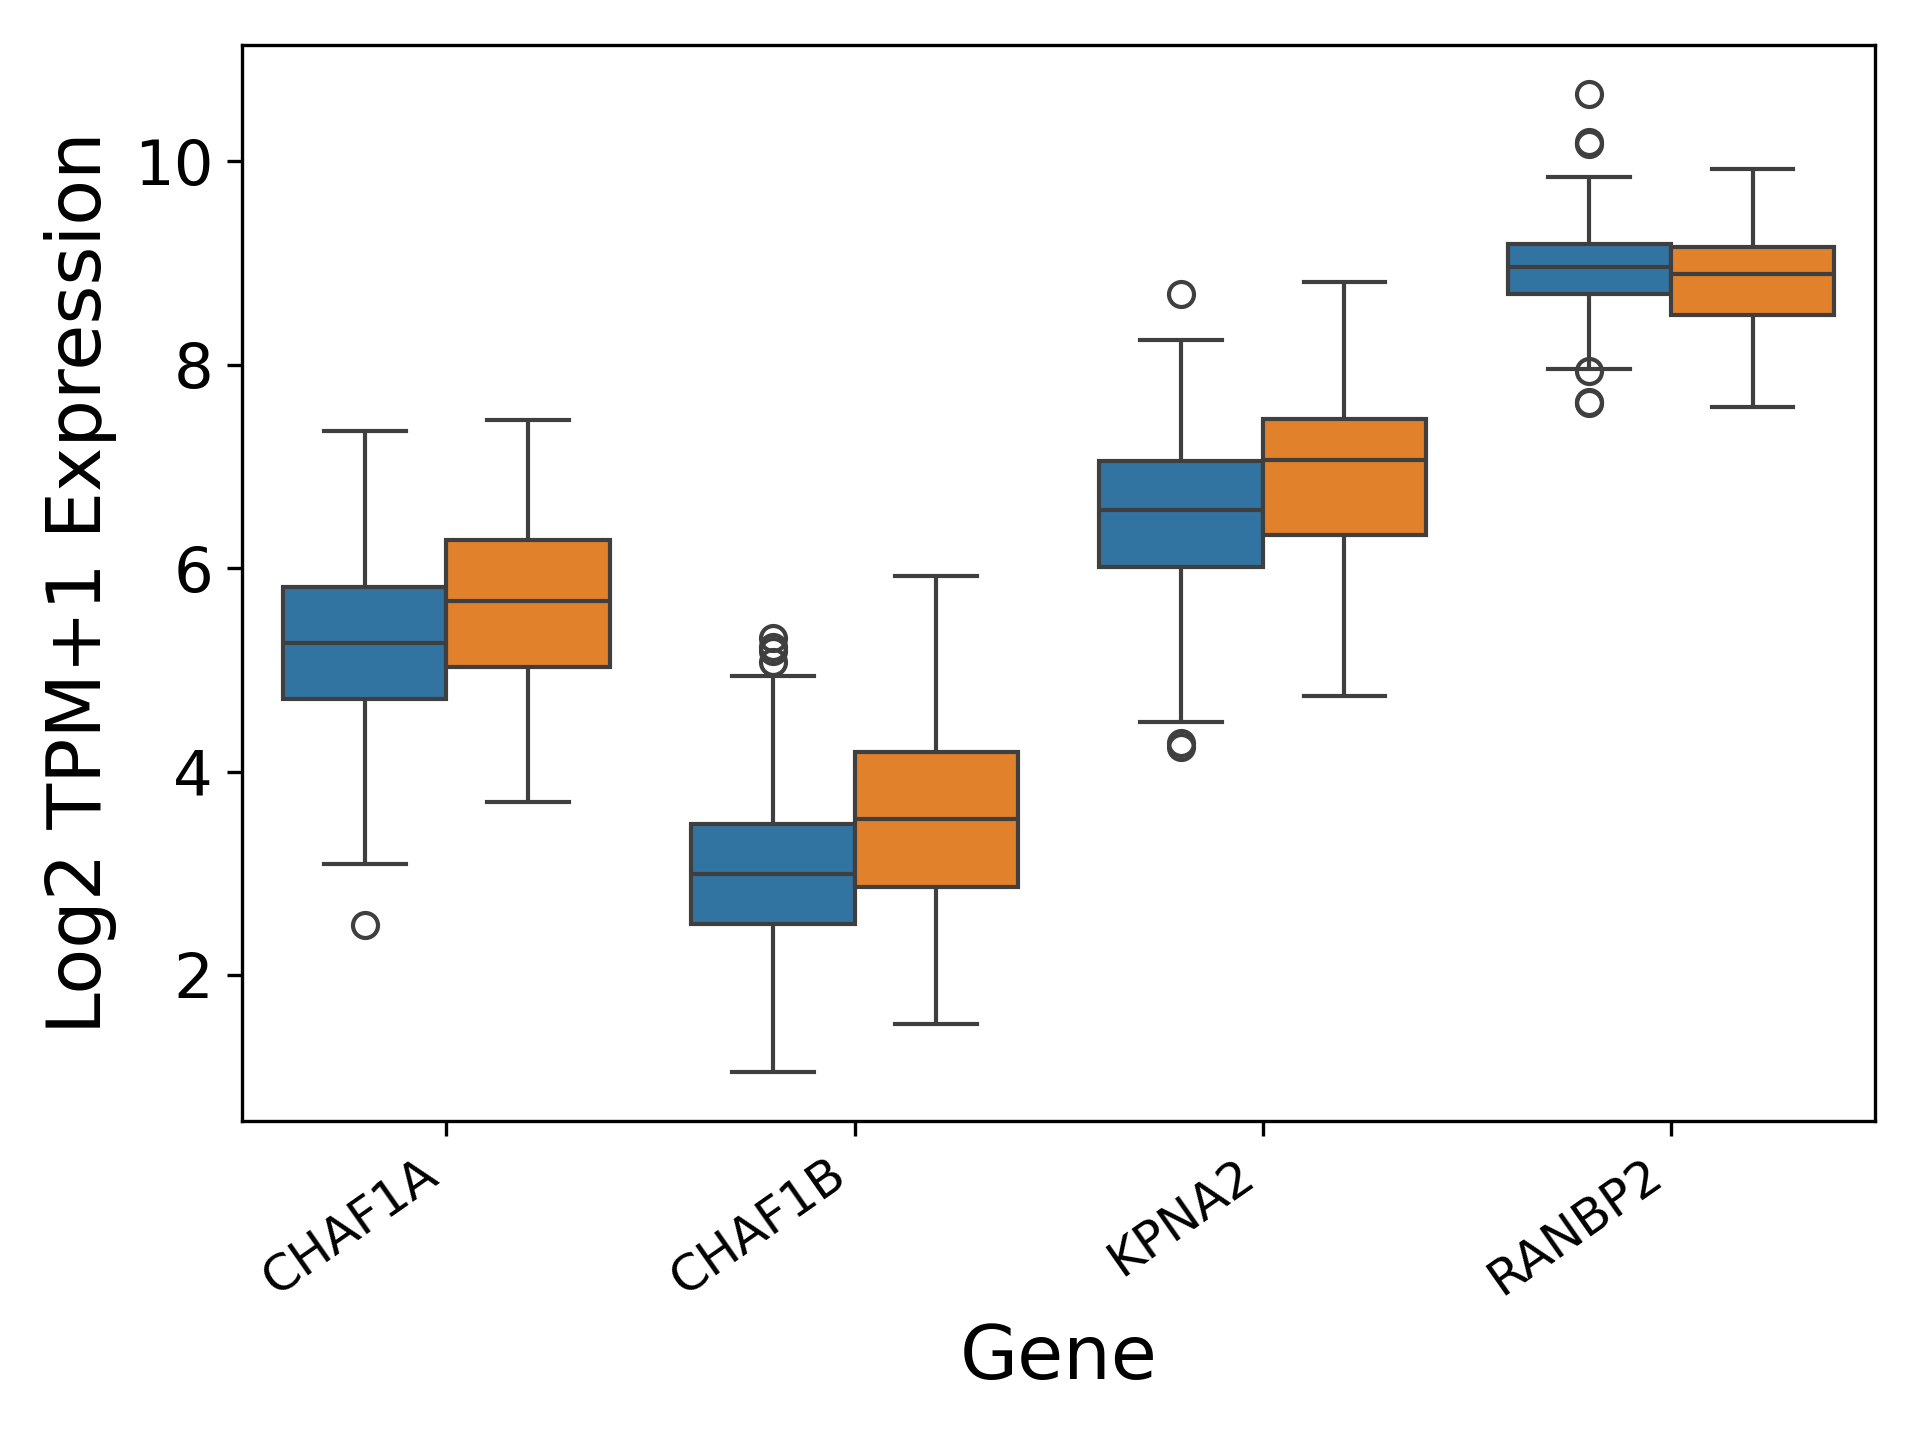 Log2 TPM+1 Expression
10
8
6
4
2
CHAF1A
CHAF1B
KPNA2
RANBP2
Gene